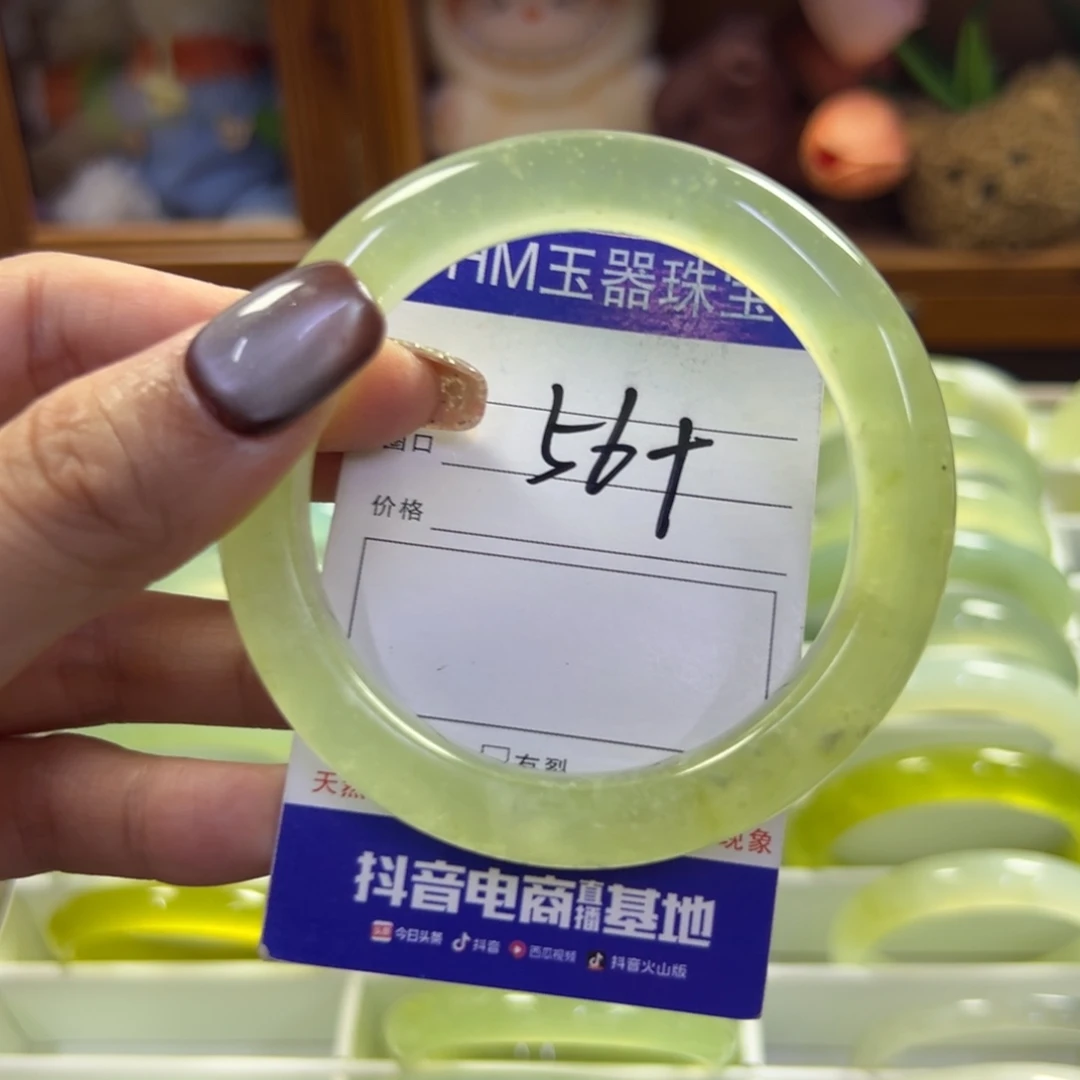 HM玉器珠宝
56+
圈口
价格
有裂
天然
现象
抖音电商直播基地
今日头条 抖音 西瓜视频 抖音火山版